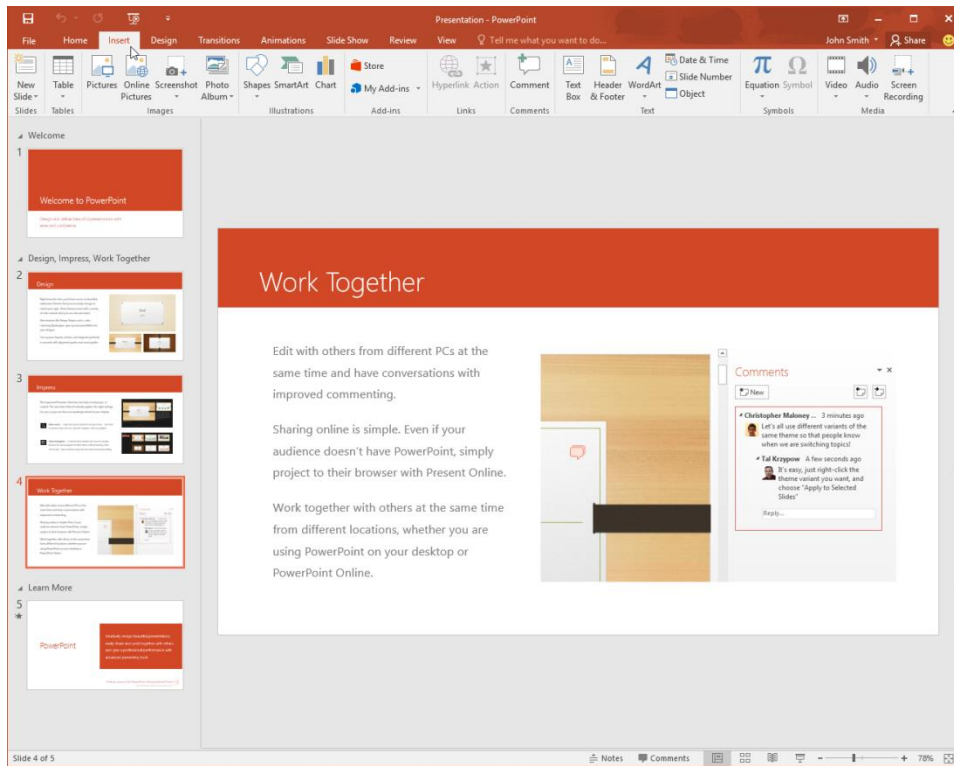 Presentation - PowerPoint
File Home Insert Design Transitions Animations Slide Show Review View Tell me what you want to do... John Smith Share
New Slide
Table
Pictures
Online Pictures
Screenshot
Photo Album
Shapes
SmartArt
Chart
Store
My Add-ins
Hyperlink
Action
Comment
Text Box
Header & Footer
WordArt
Date & Time
Slide Number
Object
Equation
Symbol
Video
Audio
Screen Recording
Slides Tables Images Illustrations Add-ins Links Comments Text Symbols Media
Welcome
1
Welcome to PowerPoint
Design, Impress, Work Together
2
Design
3
Impress
4
Work Together
Learn More
5
PowerPoint
Work Together
Edit with others from different PCs at the
same time and have conversations with
improved commenting.
Sharing online is simple. Even if your
audience doesn't have PowerPoint, simply
project to their browser with Present Online.
Work together with others at the same time
from different locations, whether you are
using PowerPoint on your desktop or
PowerPoint Online.
Comments
New
Christopher Maloney ... 3 minutes ago
Let's all use different variants of the
same theme so that people know
when we are switching topics!
Tal Krzypow A few seconds ago
It's easy, just right-click the
theme variant you want, and
choose "Apply to Selected
Slides"
Reply...
Slide 4 of 5 Notes Comments 78%